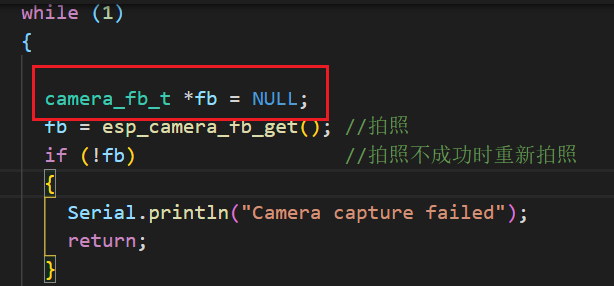 while (1)
{
camera_fb_t *fb = NULL;
fb = esp_camera_fb_get(); //拍照
if (!fb) //拍照不成功时重新拍照
{
Serial.println("Camera capture failed");
return;
}